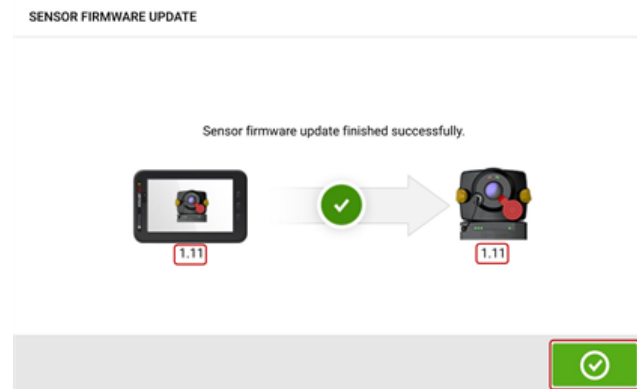 SENSOR FIRMWARE UPDATE
Sensor firmware update finished successfully.
1.11
1.11